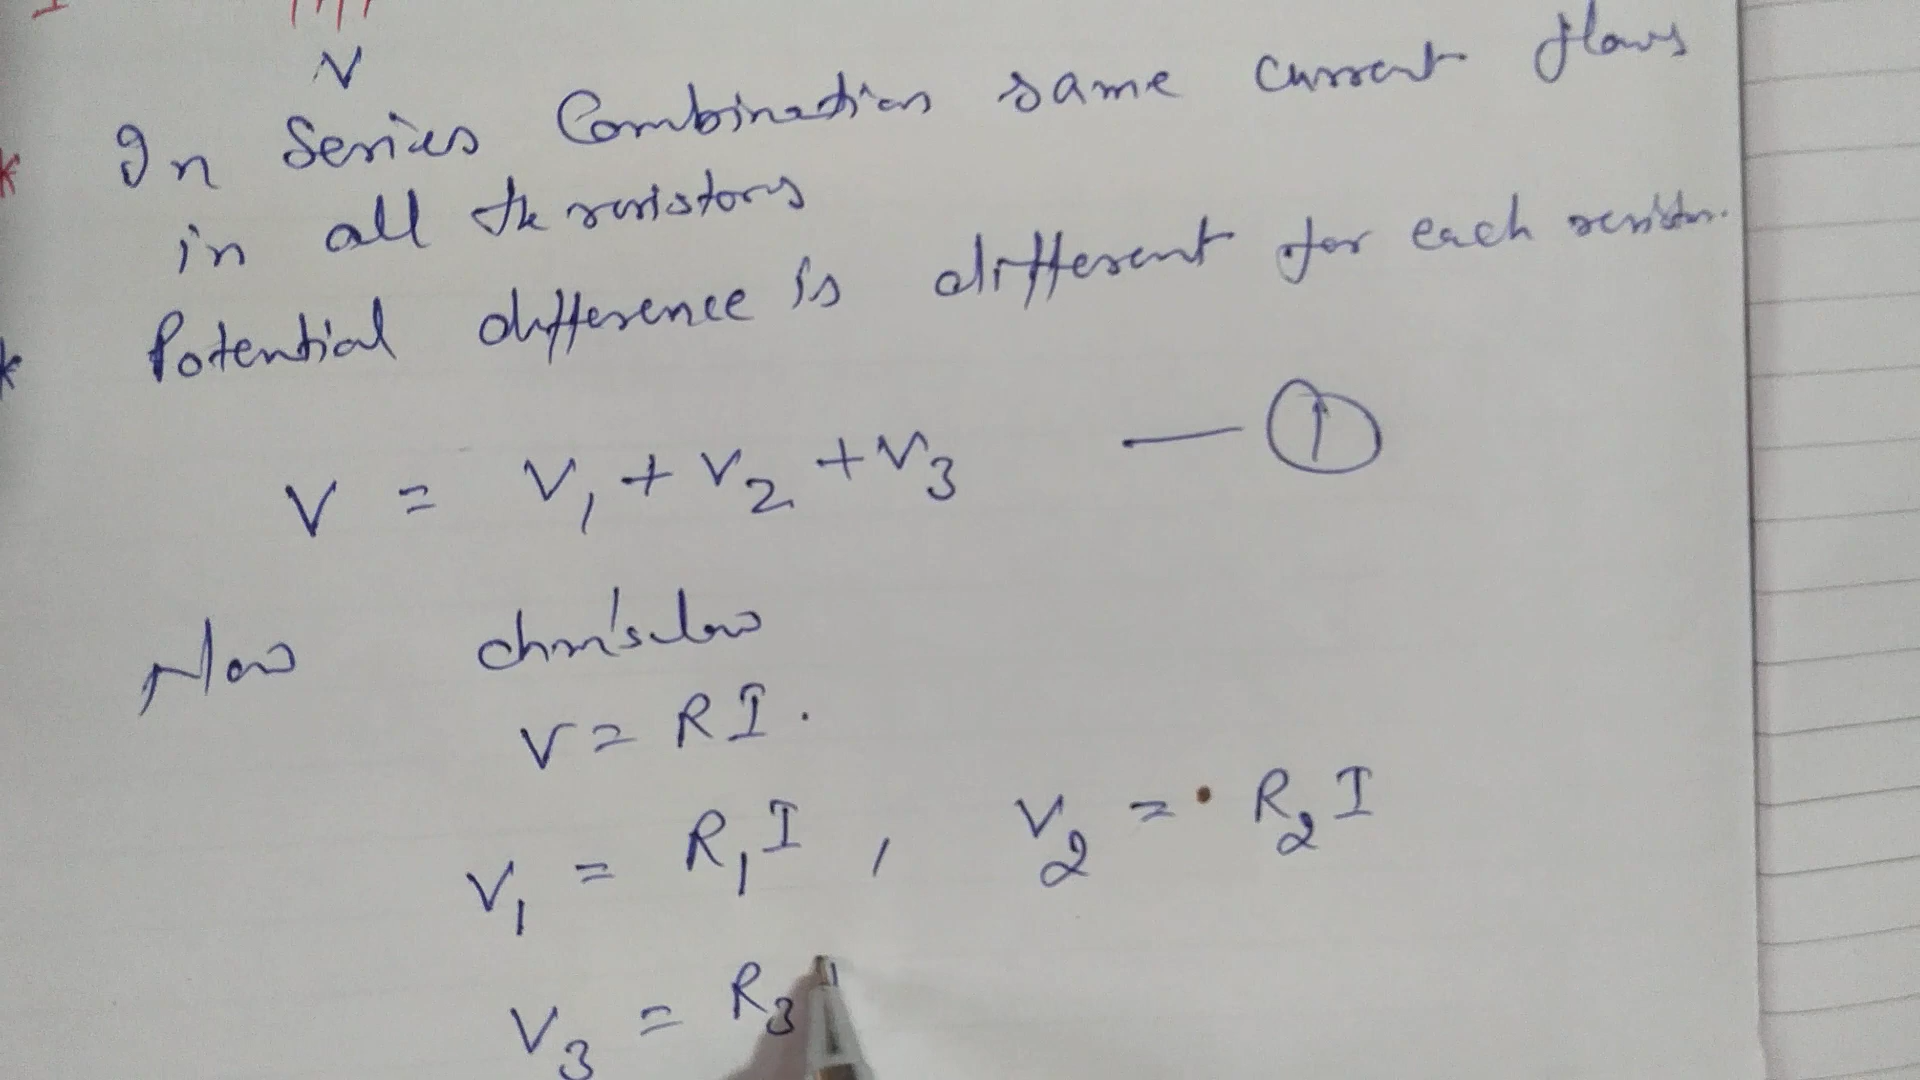 V
In Series Combination same current flows
in all the resistors
Potential difference is different for each resistor.
V = V₁ + V₂ + V₃ — ①
Now ohm's law
V = RI.
V₁ = R₁I , V₂ = R₂I
V₃ = R₃